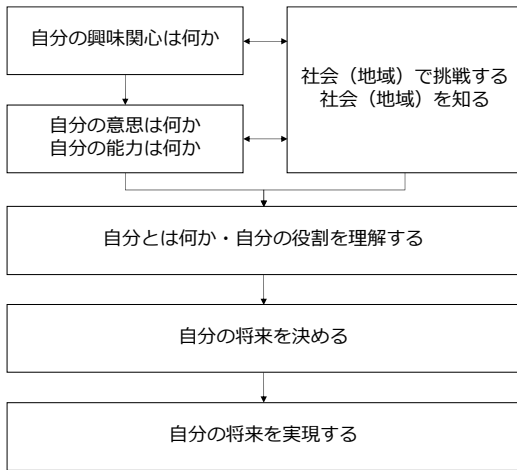 自分の興味関心は何か
社会（地域）で挑戦する
社会（地域）を知る
自分の意思は何か
自分の能力は何か
自分とは何か・自分の役割を理解する
自分の将来を決める
自分の将来を実現する